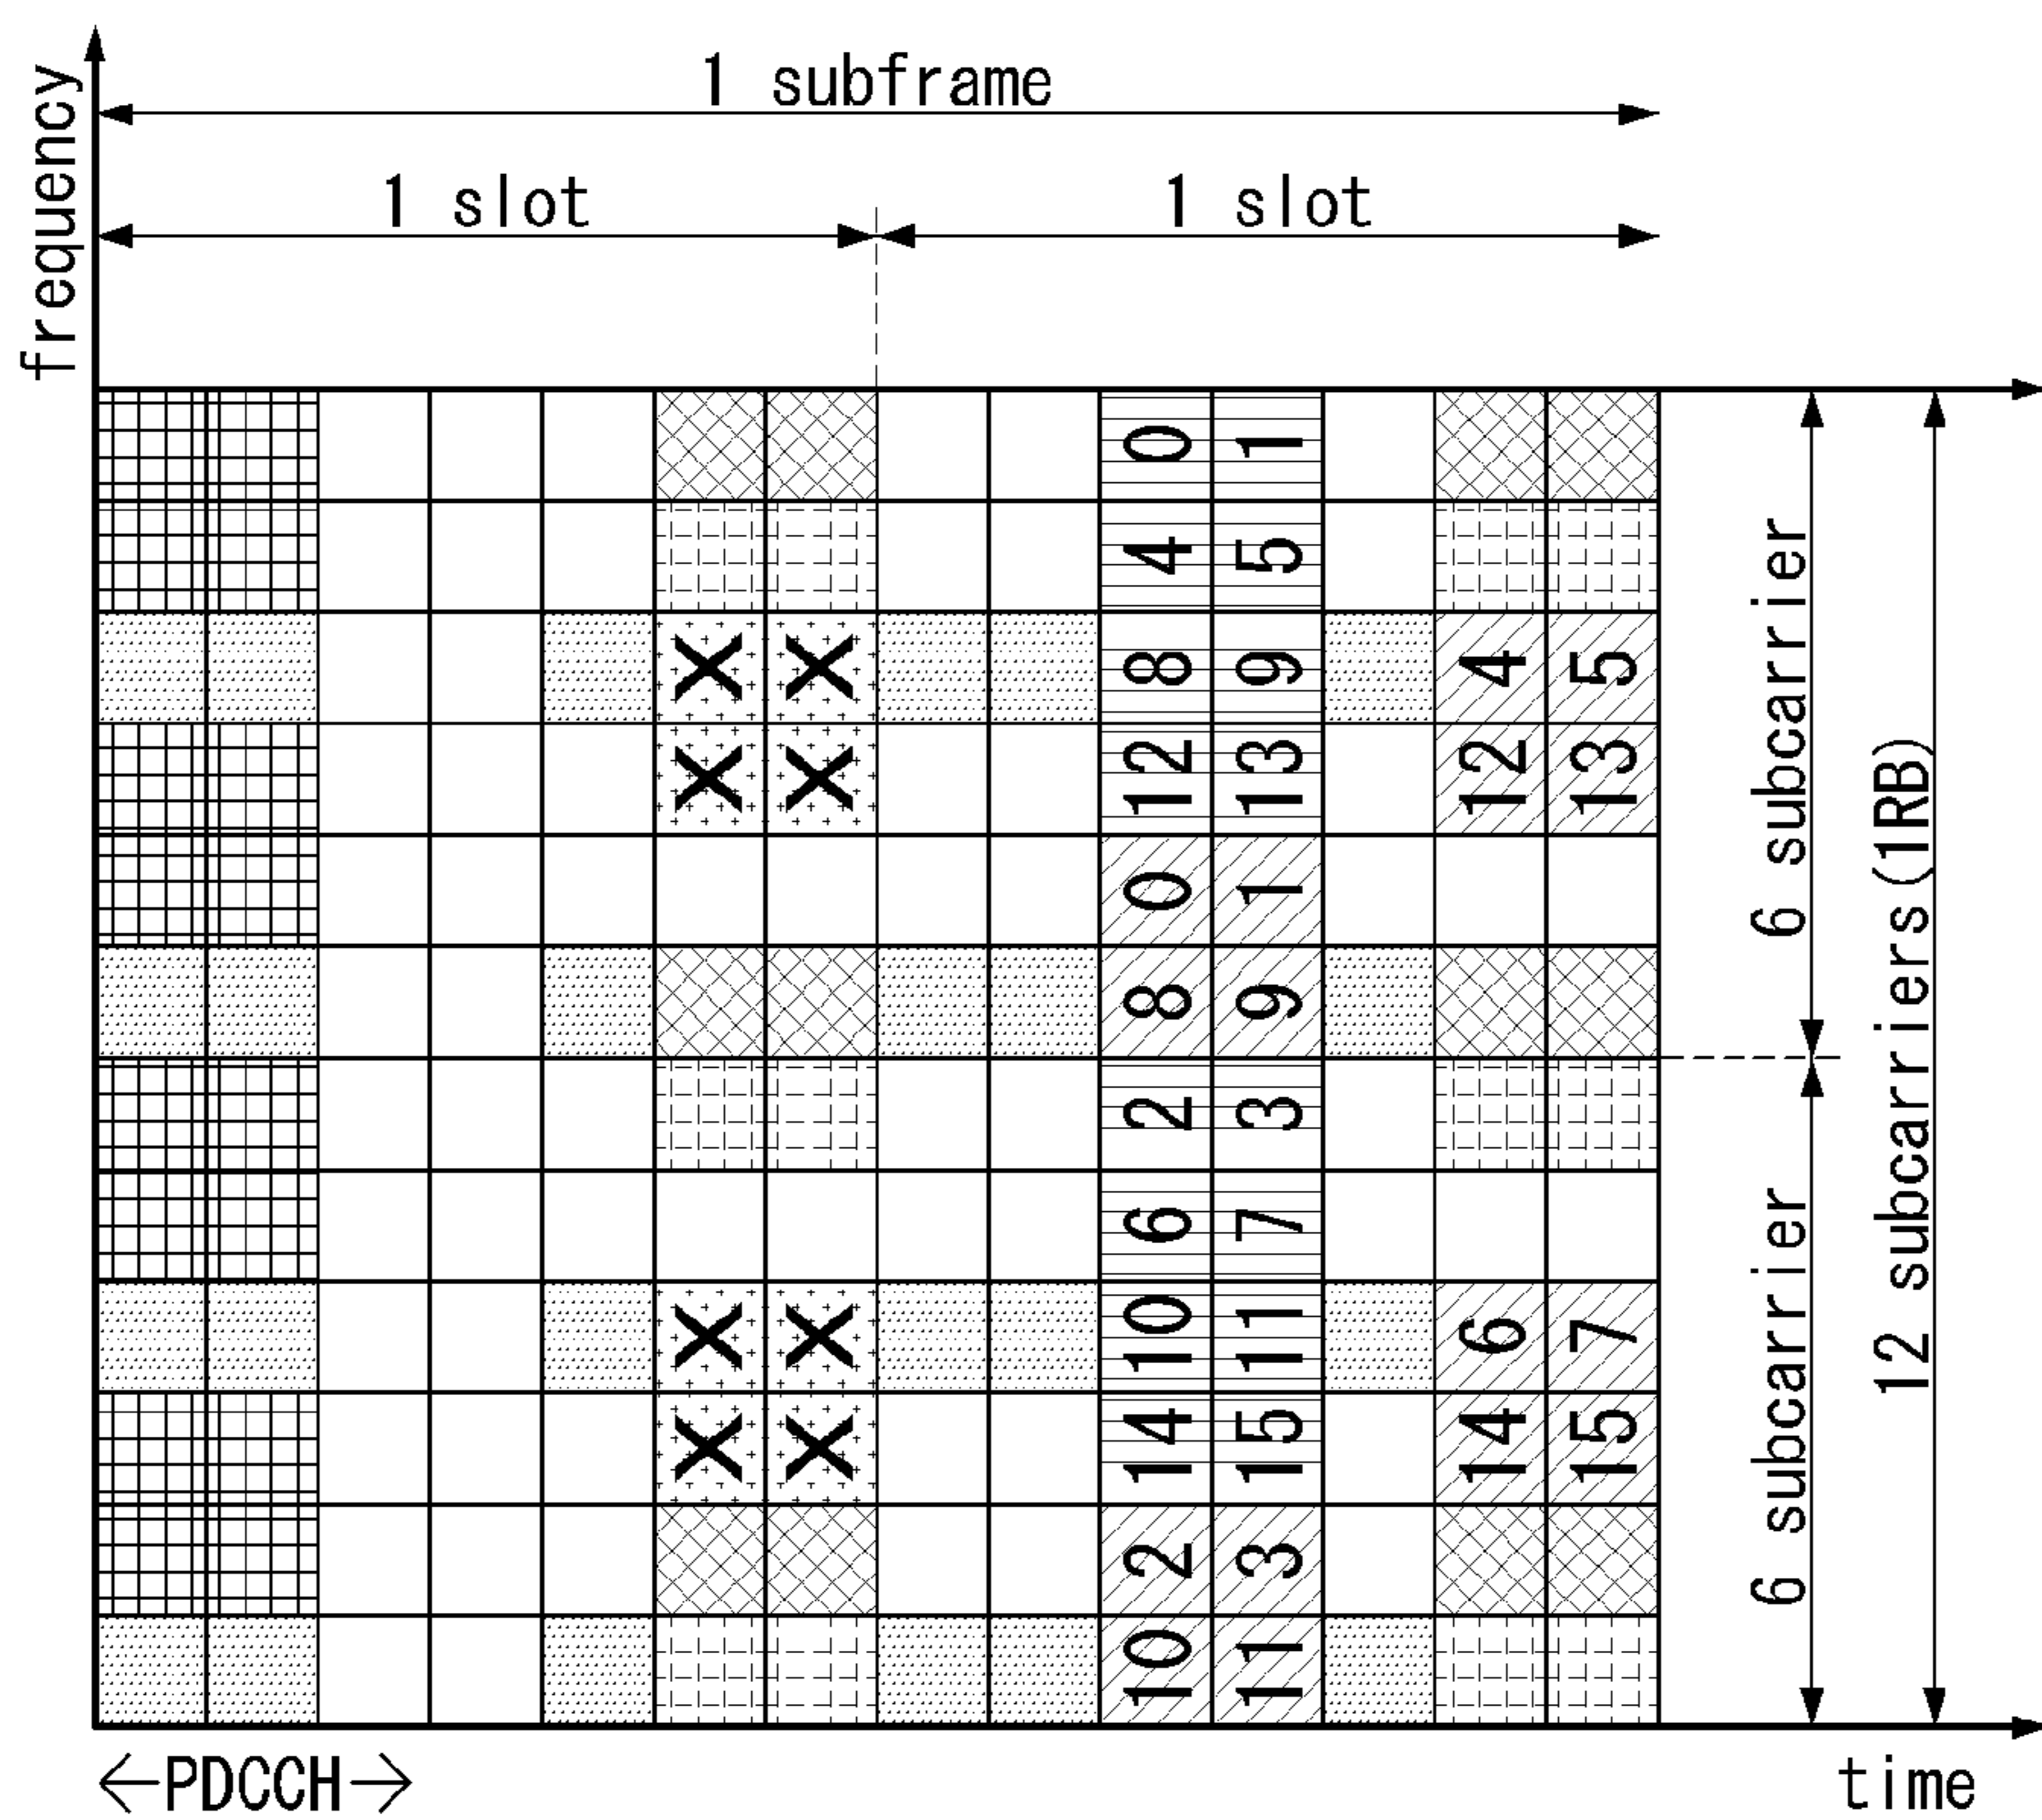 frequency
1 subframe
1 slot 1 slot
0 1
4 5
X X 8 9 4 5
X X 12 13 12 13
0 1
8 9
2 3
6 7
X X 10 11 6 7
X X 14 15 14 15
2 3
10 11
6 subcarrier
6 subcarrier
12 subcarriers(1RB)
PDCCH
time